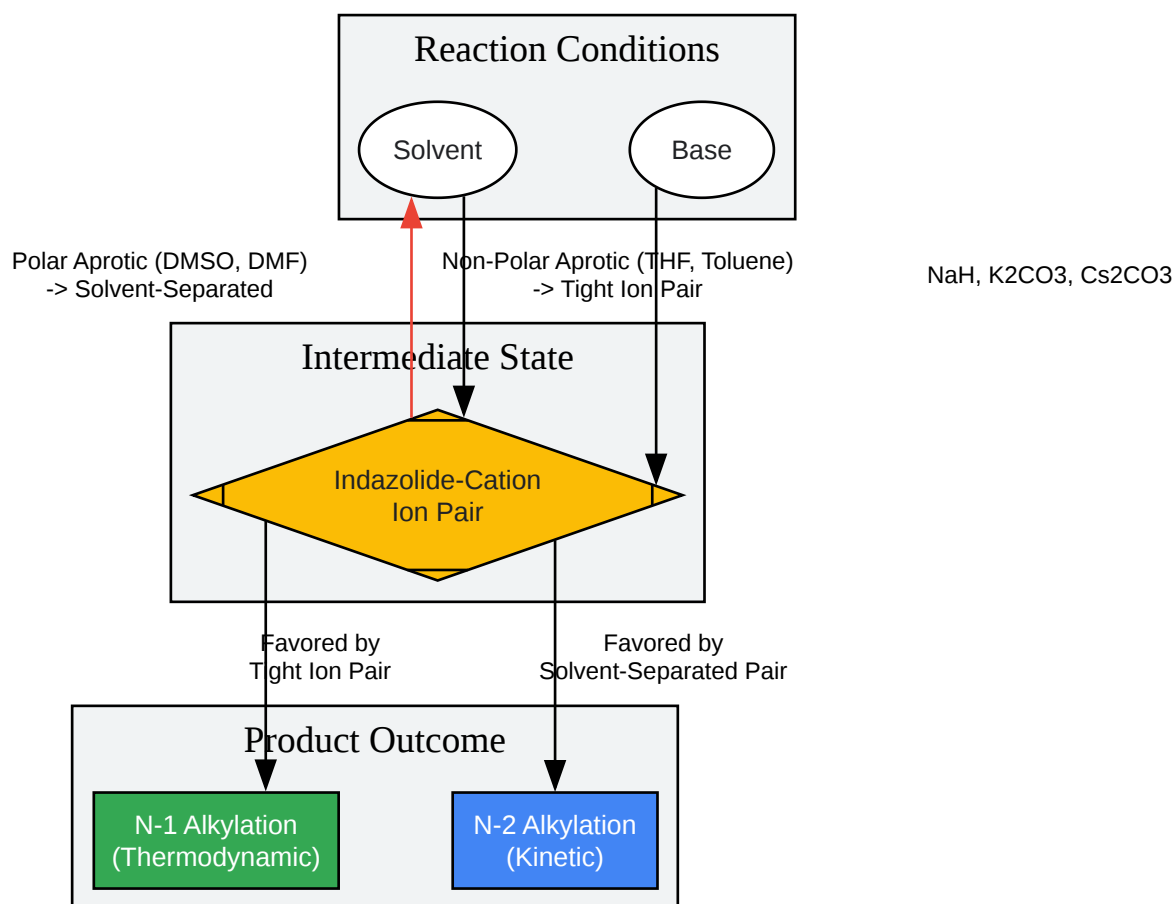 Reaction Conditions
Solvent
Base
Polar Aprotic (DMSO, DMF)
-> Solvent-Separated
Non-Polar Aprotic (THF, Toluene)
-> Tight Ion Pair
NaH, K2CO3, Cs2CO3
Intermediate State
Indazolide-Cation
Ion Pair
Favored by
Tight Ion Pair
Favored by
Solvent-Separated Pair
Product Outcome
N-1 Alkylation
(Thermodynamic)
N-2 Alkylation
(Kinetic)